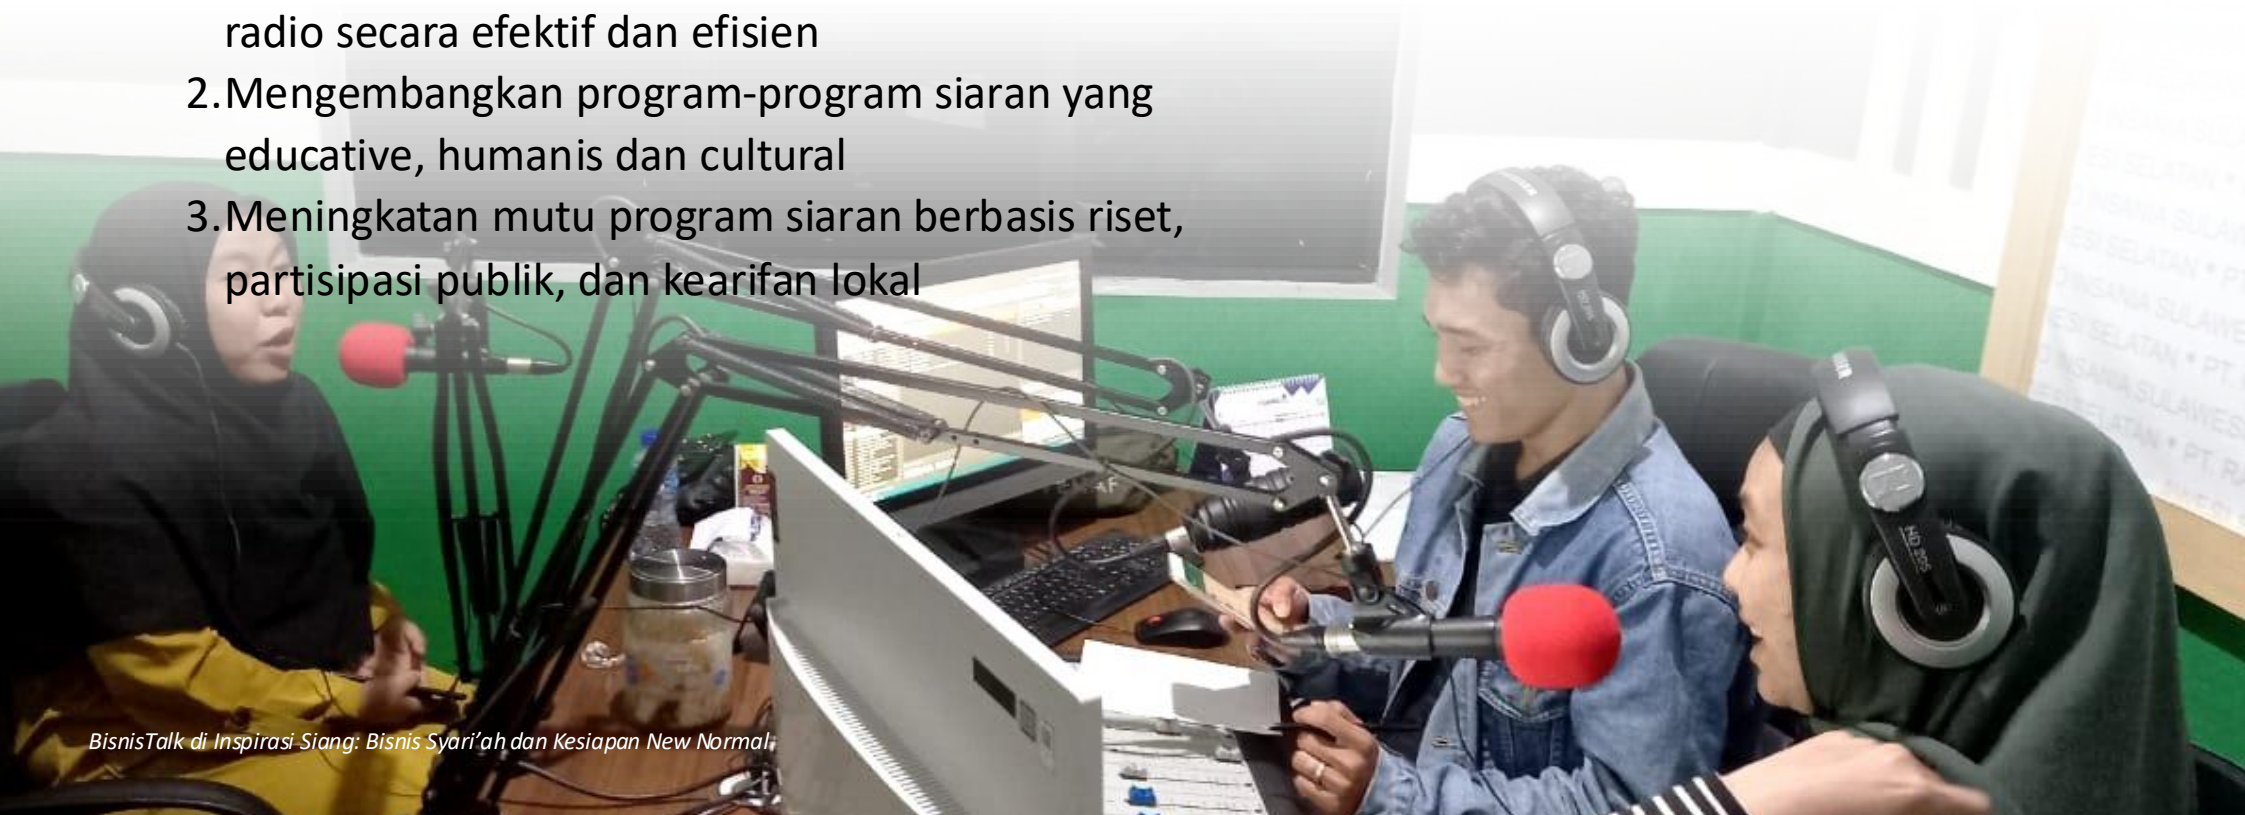 radio secara efektif dan efisien
2.Mengembangkan program-program siaran yang
educative, humanis dan cultural
3.Meningkatan mutu program siaran berbasis riset,
partisipasi publik, dan kearifan lokal
HD 205
BisnisTalk di Inspirasi Siang: Bisnis Syari’ah dan Kesiapan New Normal,